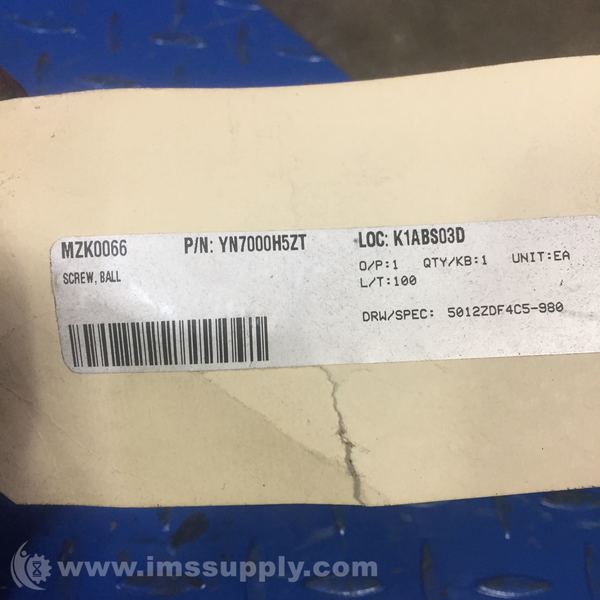 MZK0066 P/N: YN7000H5ZT LOC: K1ABS03D
SCREW, BALL
O/P:1 QTY/KB:1 UNIT:EA
L/T:100
DRW/SPEC: 5012ZDF4C5-980
www.imssupply.com